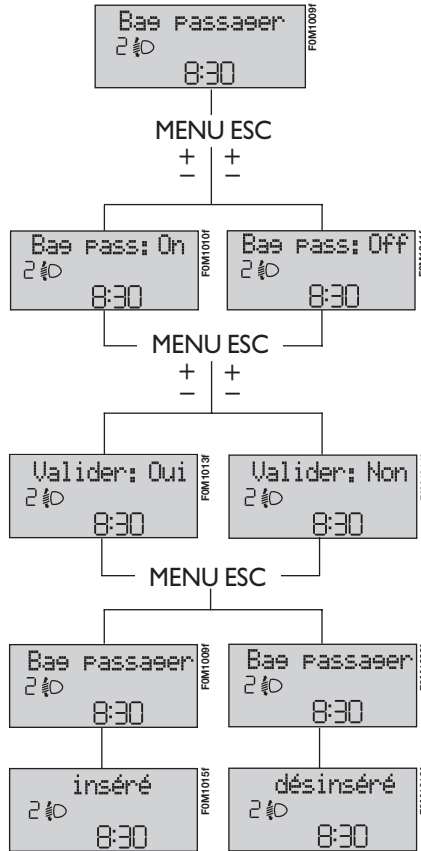 Bag passager
2
8:30
F0M1009f
MENU ESC
+ +
− −
Bag pass: On
2
8:30
F0M1010f
Bag pass: Off
2
8:30
MENU ESC
+ +
− −
Valider: Oui
2
8:30
F0M1013f
Valider: Non
2
8:30
MENU ESC
Bag passager
2
8:30
F0M1009f
Bag passager
2
8:30
inséré
2
8:30
F0M1015f
désinséré
2
8:30